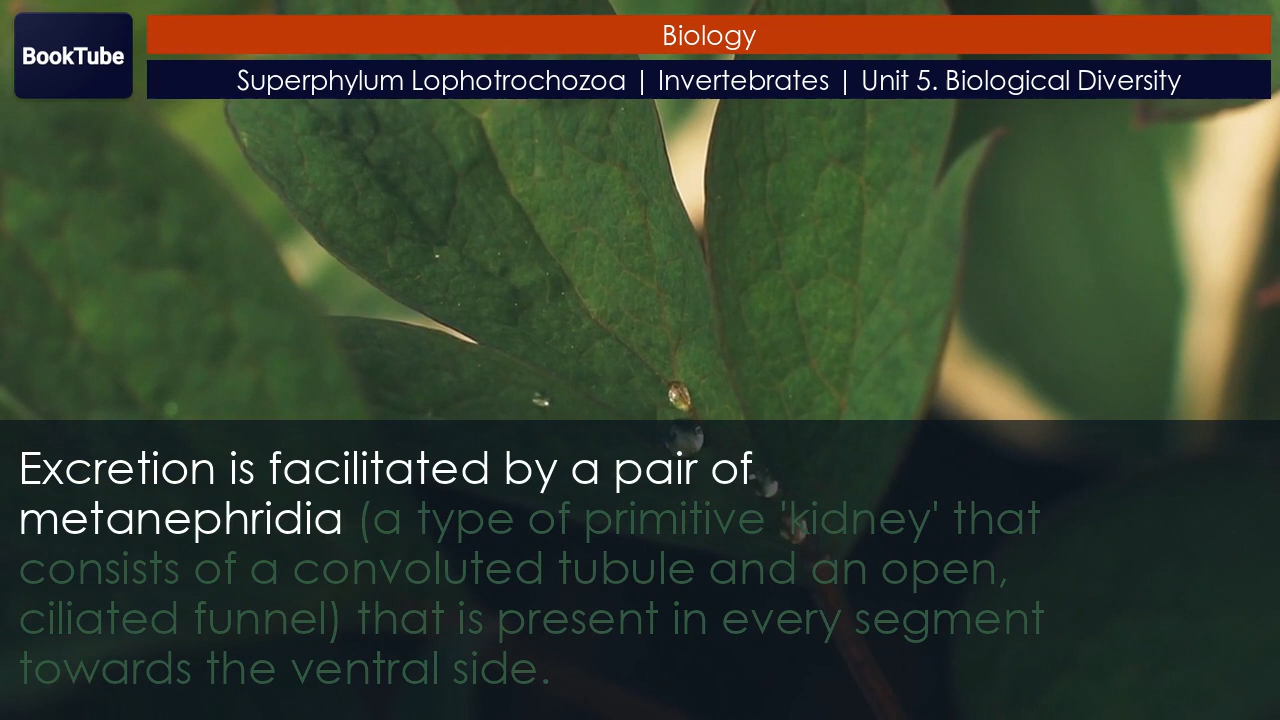 BookTube
Biology
Superphylum Lophotrochozoa | Invertebrates | Unit 5. Biological Diversity
Excretion is facilitated by a pair of
metanephridia (a type of primitive 'kidney' that
consists of a convoluted tubule and an open,
ciliated funnel) that is present in every segment
towards the ventral side.